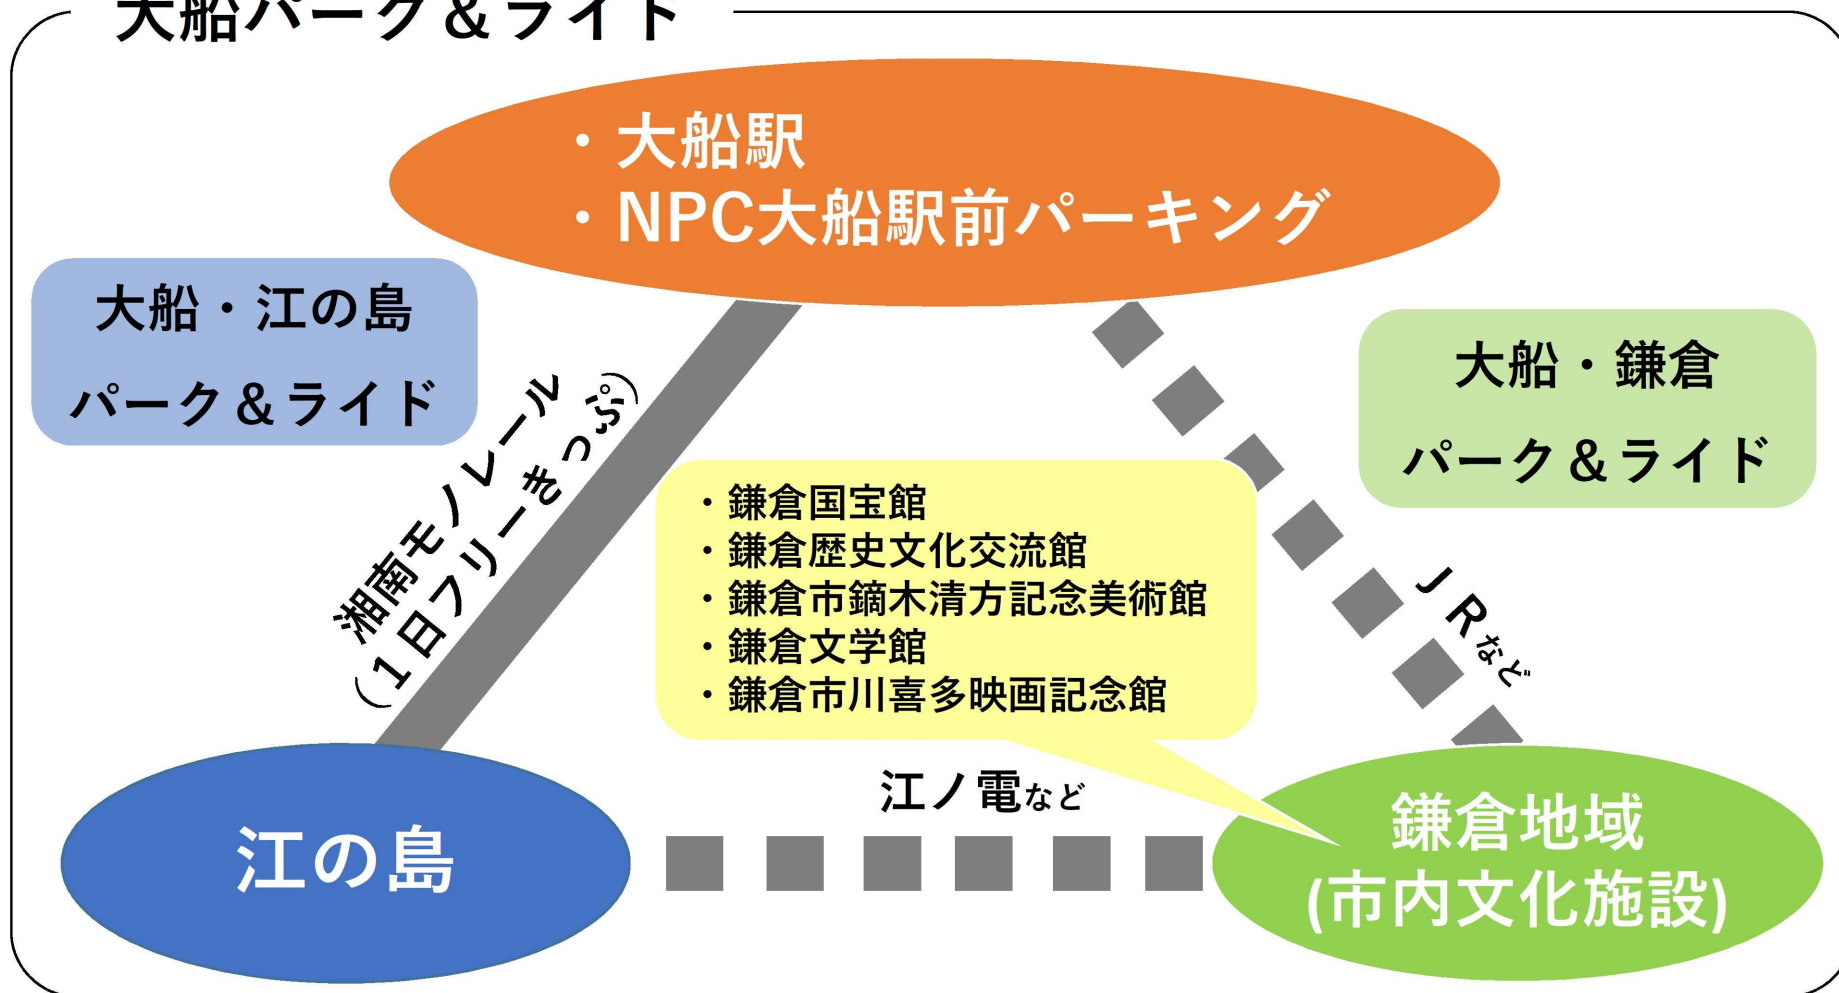 大船パーク＆ライド
・大船駅
・NPC大船駅前パーキング
大船・江の島
パーク＆ライド
大船・鎌倉
パーク＆ライド
湘南モノレール
（１日フリーきっぷ）
・鎌倉国宝館
・鎌倉歴史文化交流館
・鎌倉市鏑木清方記念美術館
・鎌倉文学館
・鎌倉市川喜多映画記念館
ＪＲなど
江ノ電など
江の島
鎌倉地域
(市内文化施設)